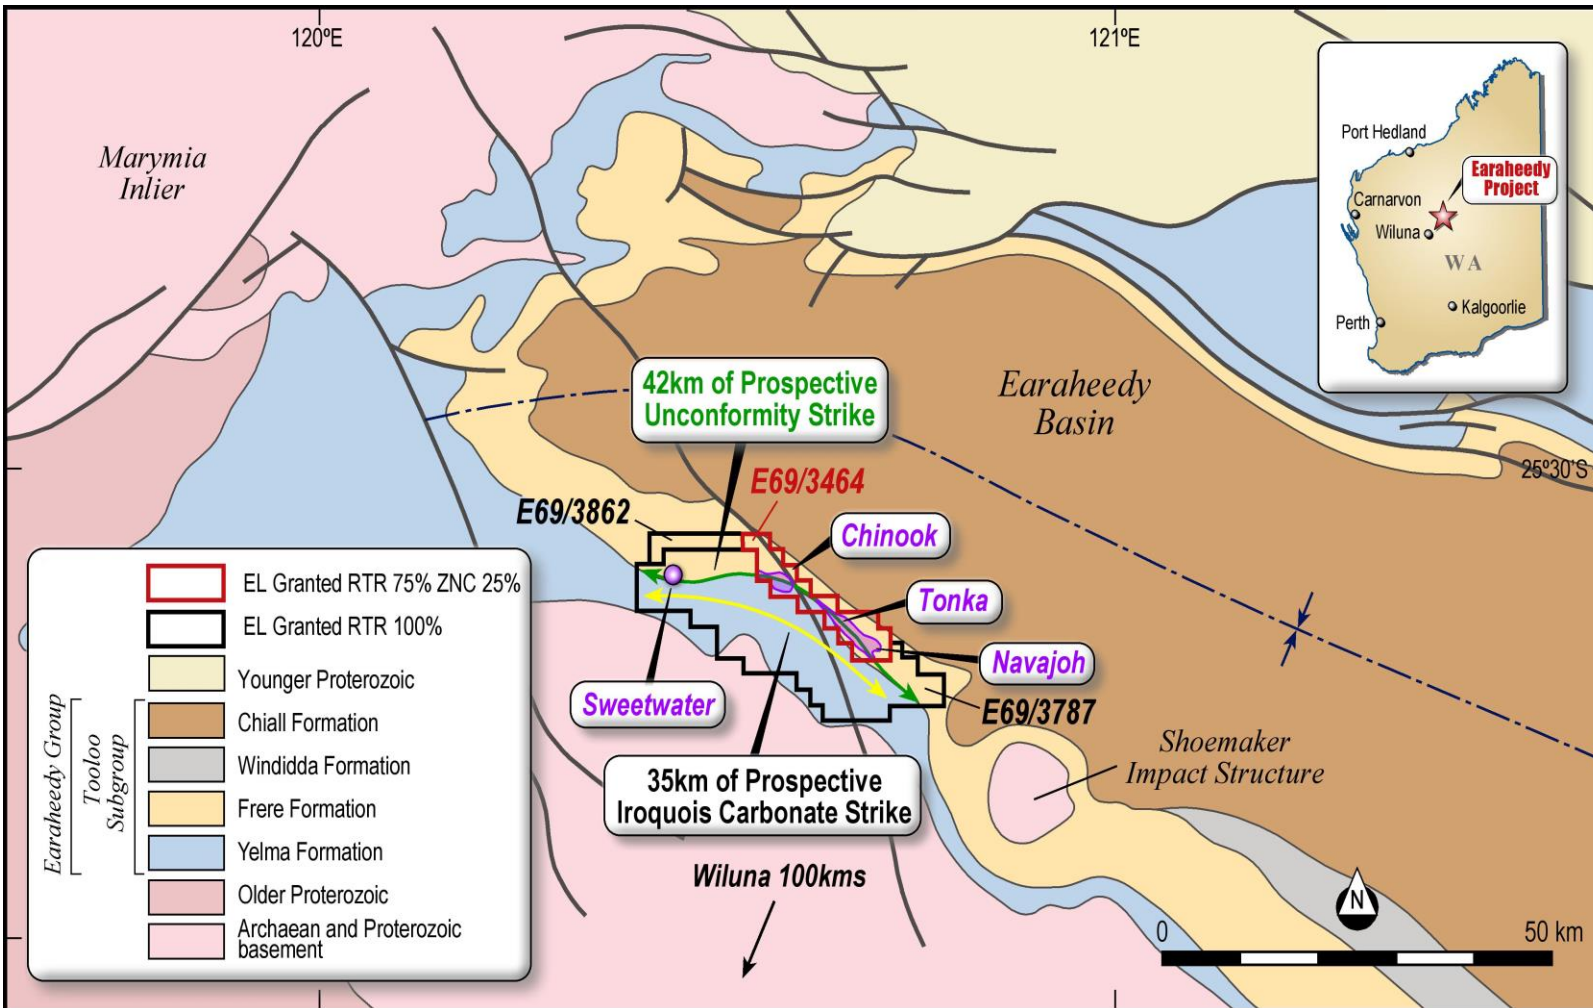 120ºE
121ºE
Marymia
Inlier
Port Hedland
Earaheedy
Project
Carnarvon
Wiluna
WA
Kalgoorlie
Perth
42km of Prospective
Unconformity Strike
Earaheedy
Basin
25º30'S
E69/3464
E69/3862
Chinook
Tonka
Navajoh
Sweetwater
E69/3787
Shoemaker
Impact Structure
35km of Prospective
Iroquois Carbonate Strike
Wiluna 100kms
EL Granted RTR 75% ZNC 25%
EL Granted RTR 100%
Younger Proterozoic
Chiall Formation
Windidda Formation
Frere Formation
Yelma Formation
Older Proterozoic
Archaean and Proterozoic
basement
Earaheedy Group
Tooloo
Subgroup
N
0
50 km